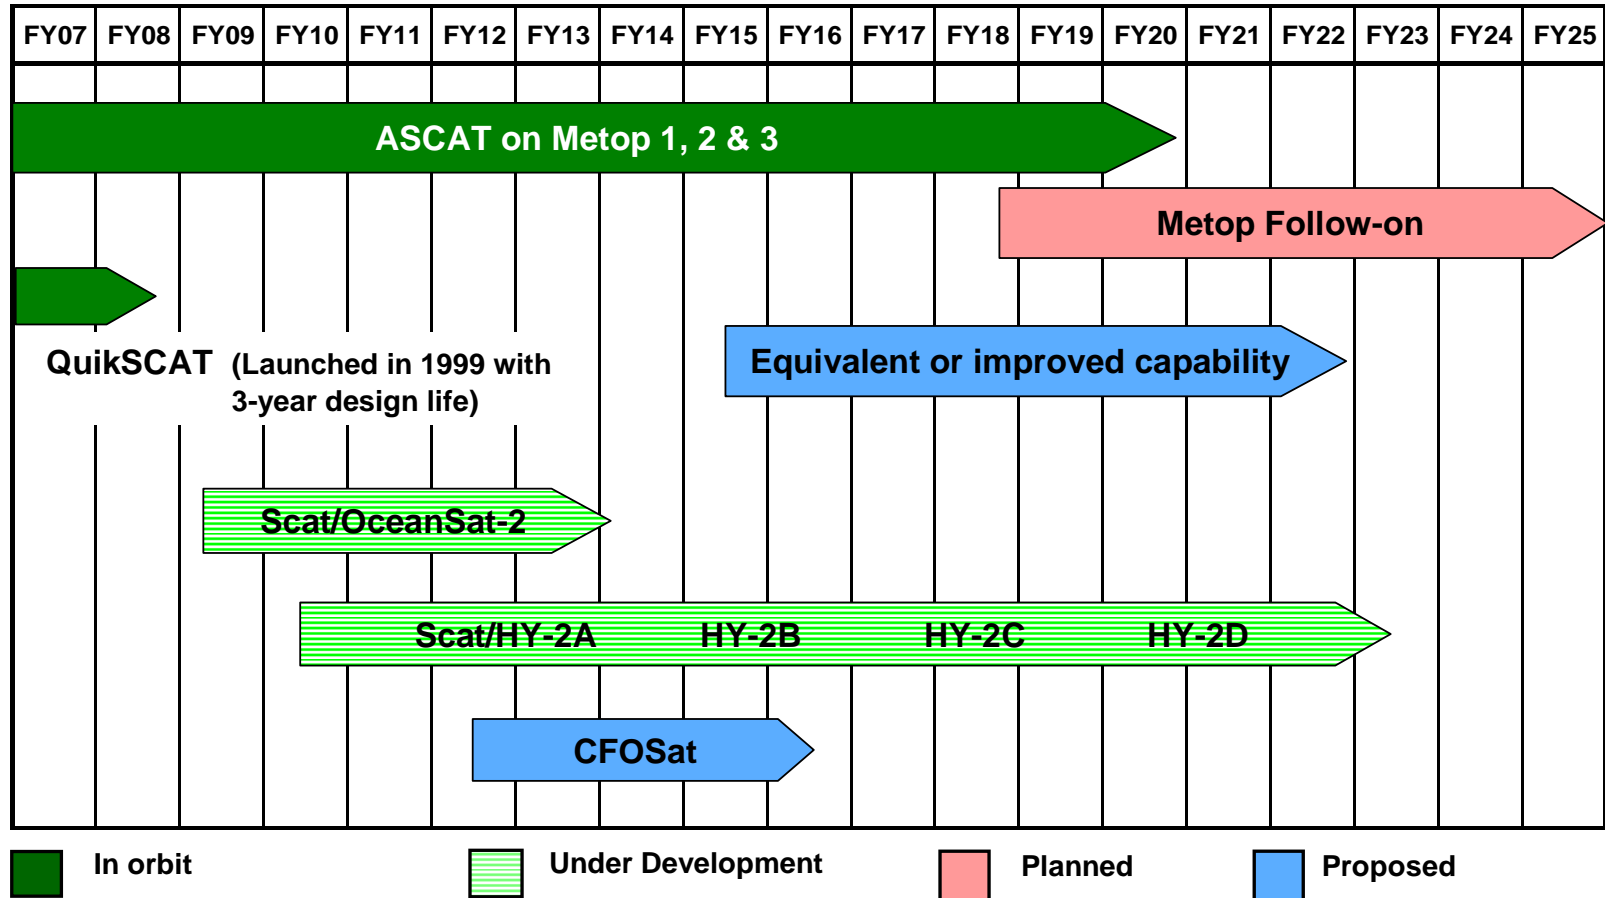 FY07 FY08 FY09 FY10 FY11 FY12 FY13 FY14 FY15 FY16 FY17 FY18 FY19 FY20 FY21 FY22 FY23 FY24 FY25
ASCAT on Metop 1, 2 & 3
Metop Follow-on
QuikSCAT (Launched in 1999 with
3-year design life)
Equivalent or improved capability
Scat/OceanSat-2
Scat/HY-2A HY-2B HY-2C HY-2D
CFOSat
In orbit Under Development Planned Proposed